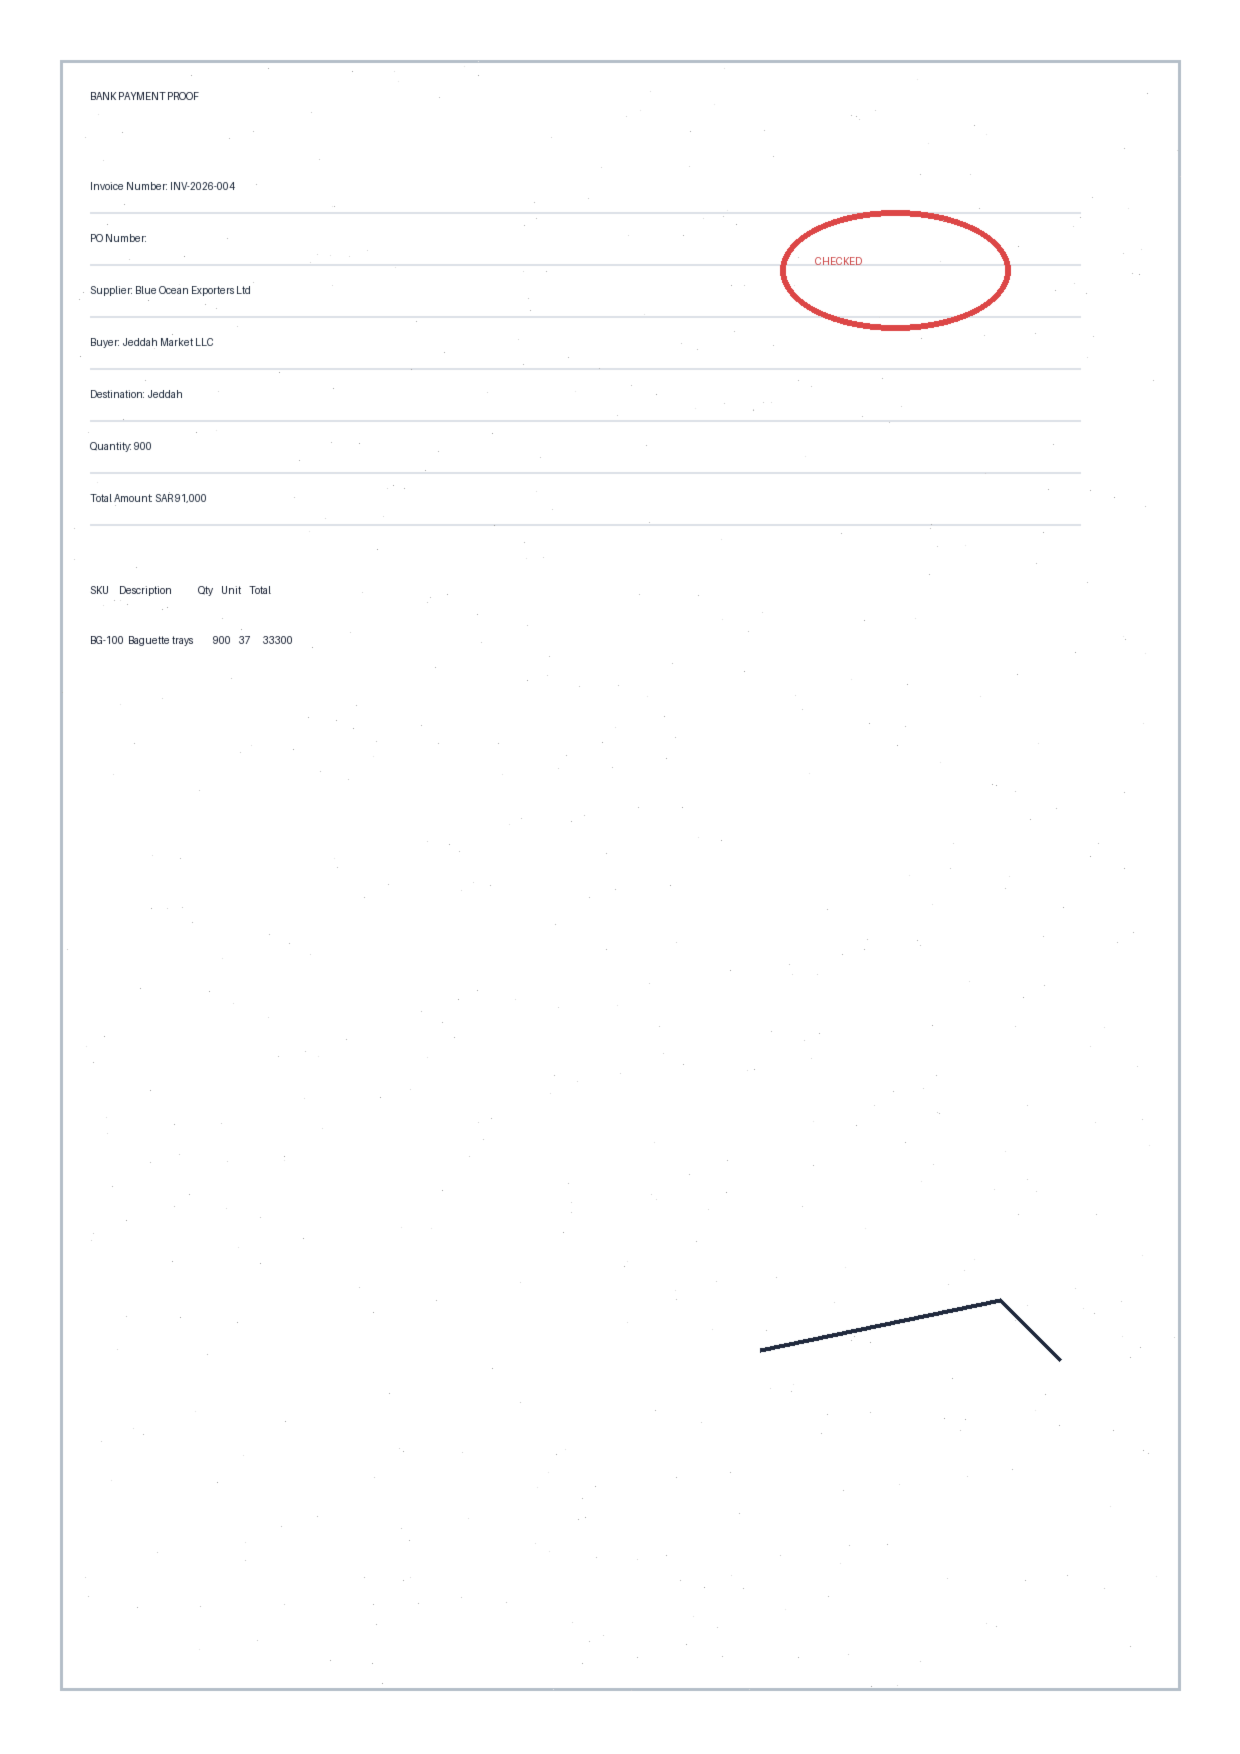 BANK PAYMENT PROOF
Invoice Number: INV-2026-004
PO Number:
CHECKED
Supplier: Blue Ocean Exporters Ltd
Buyer: Jeddah Market LLC
Destination: Jeddah
Quantity: 900
Total Amount: SAR 91,000
SKU Description Qty Unit Total
BG-100 Baguette trays 900 37 33300